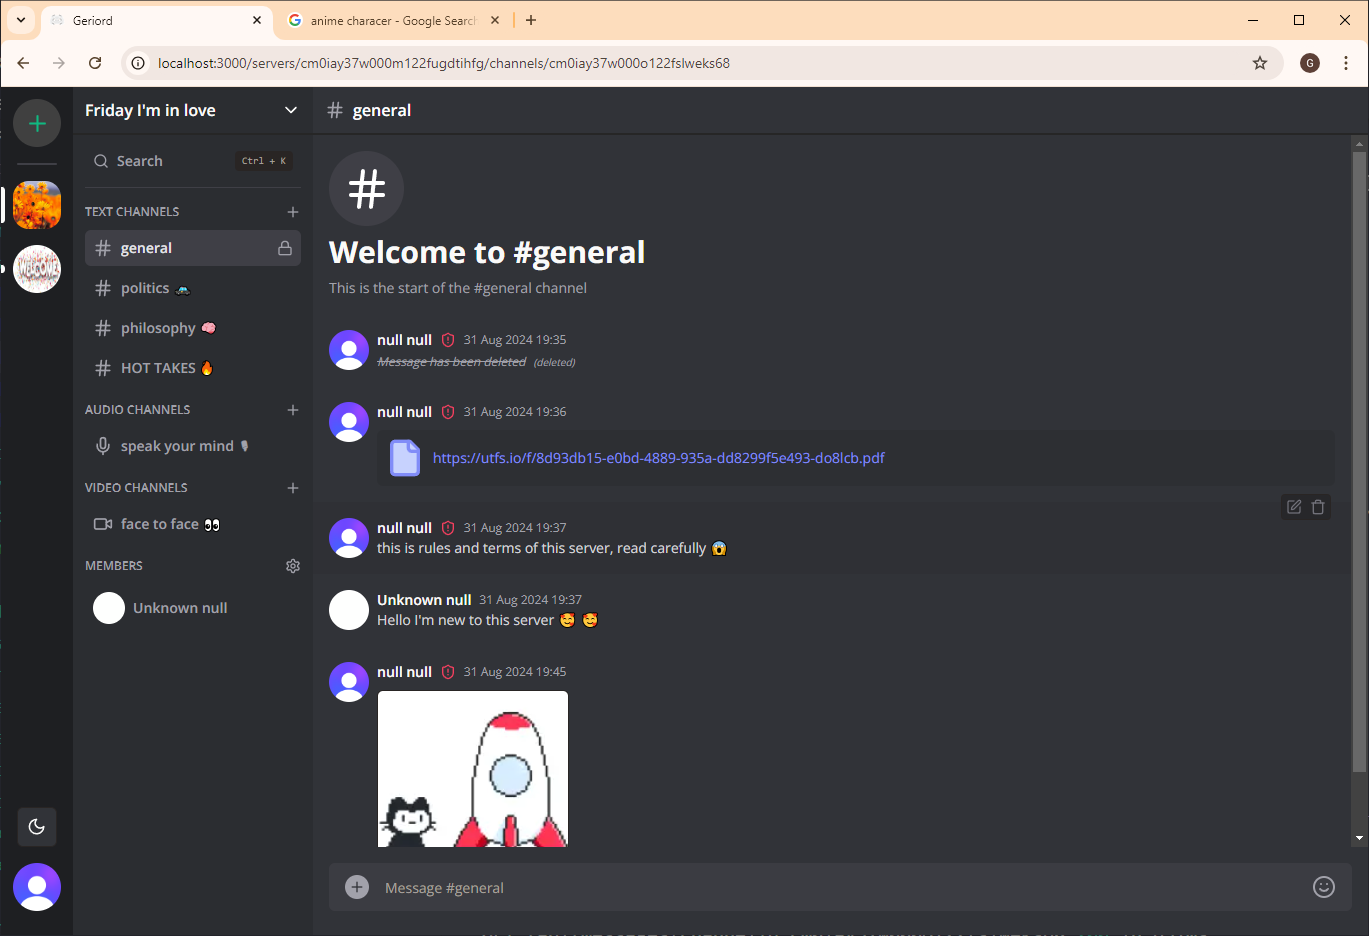 Geriord
anime characer - Google Search
localhost:3000/servers/cm0iay37w000m122fugdtihfg/channels/cm0iay37w000o122fslweks68
G
Friday I'm in love
# general
Search Ctrl + K
TEXT CHANNELS
# general
# politics
# philosophy
# HOT TAKES 🔥
AUDIO CHANNELS
speak your mind
VIDEO CHANNELS
face to face 👀
MEMBERS
Unknown null
WELCOME
#
Welcome to #general
This is the start of the #general channel
null null 31 Aug 2024 19:35
Message has been deleted (deleted)
null null 31 Aug 2024 19:36
https://utfs.io/f/8d93db15-e0bd-4889-935a-dd8299f5e493-do8lcb.pdf
null null 31 Aug 2024 19:37
this is rules and terms of this server, read carefully 😱
Unknown null 31 Aug 2024 19:37
Hello I'm new to this server 🥰 🥰
null null 31 Aug 2024 19:45
Message #general